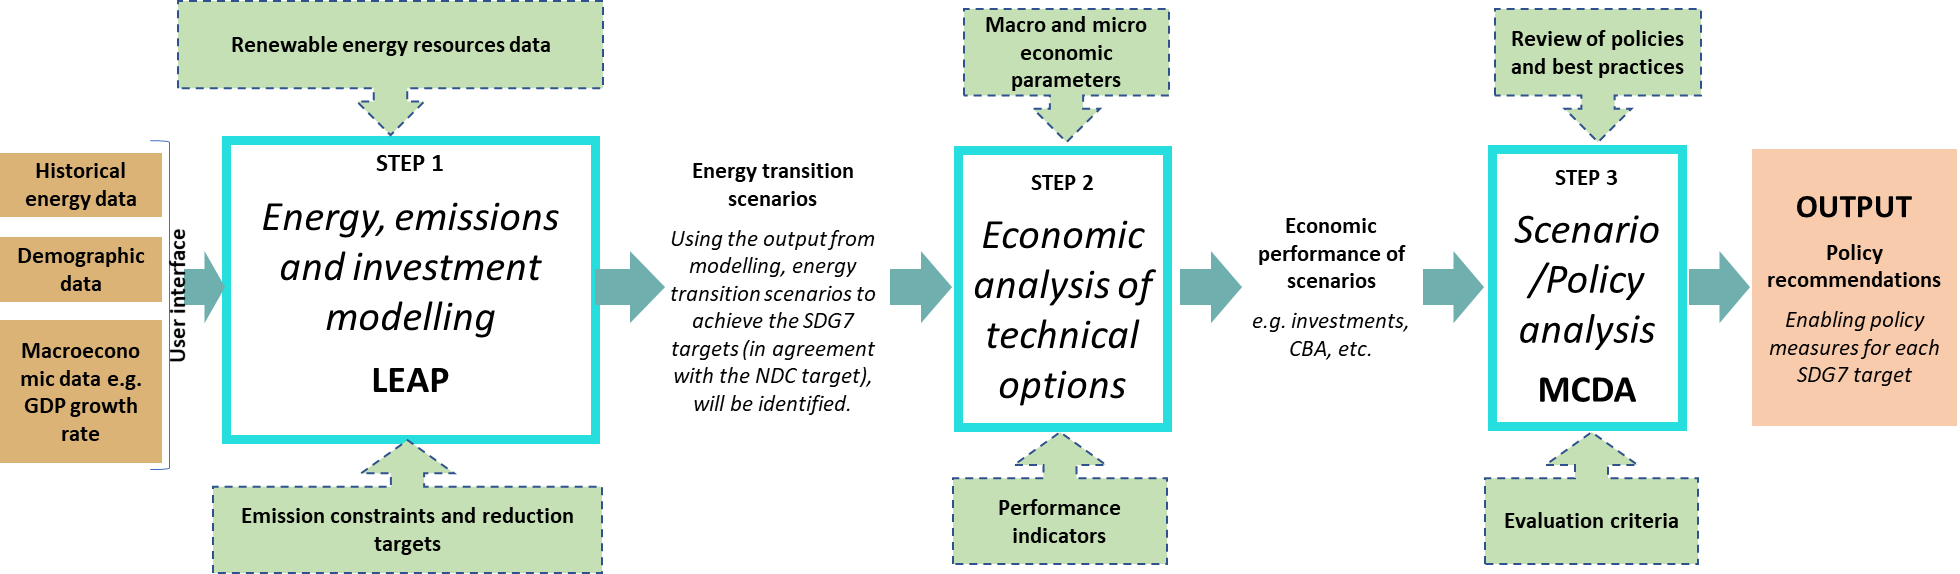 Renewable energy resources data
Macro and micro
economic
parameters
Review of policies
and best practices
Historical
energy data
Demographic
data
Macroecono
mic data e.g.
GDP growth
rate
User interface
STEP 1
Energy, emissions
and investment
modelling
LEAP
Emission constraints and reduction
targets
Energy transition
scenarios
Using the output from
modelling, energy
transition scenarios to
achieve the SDG7
targets (in agreement
with the NDC target),
will be identified.
STEP 2
Economic
analysis of
technical
options
Performance
indicators
Economic
performance of
scenarios
e.g. investments,
CBA, etc.
STEP 3
Scenario
/Policy
analysis
MCDA
Evaluation criteria
OUTPUT
Policy
recommendations
Enabling policy
measures for each
SDG7 target